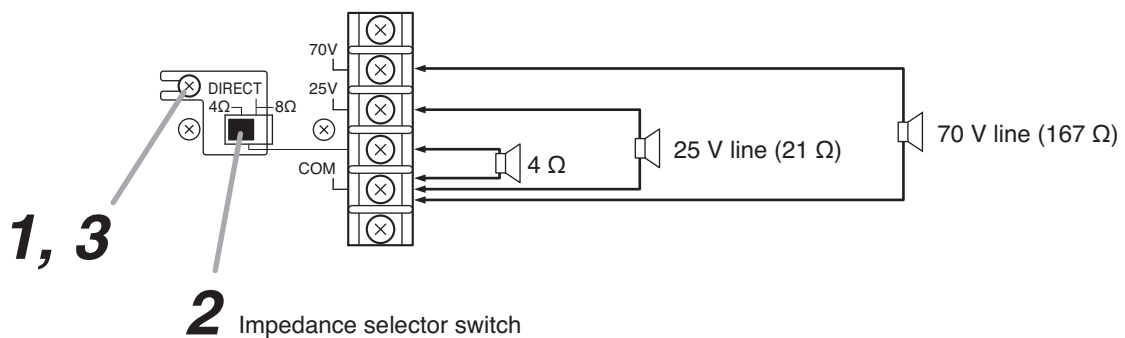 70V
DIRECT
4Ω
8Ω
25V
COM
4 Ω
25 V line (21 Ω)
70 V line (167 Ω)
1, 3
2 Impedance selector switch